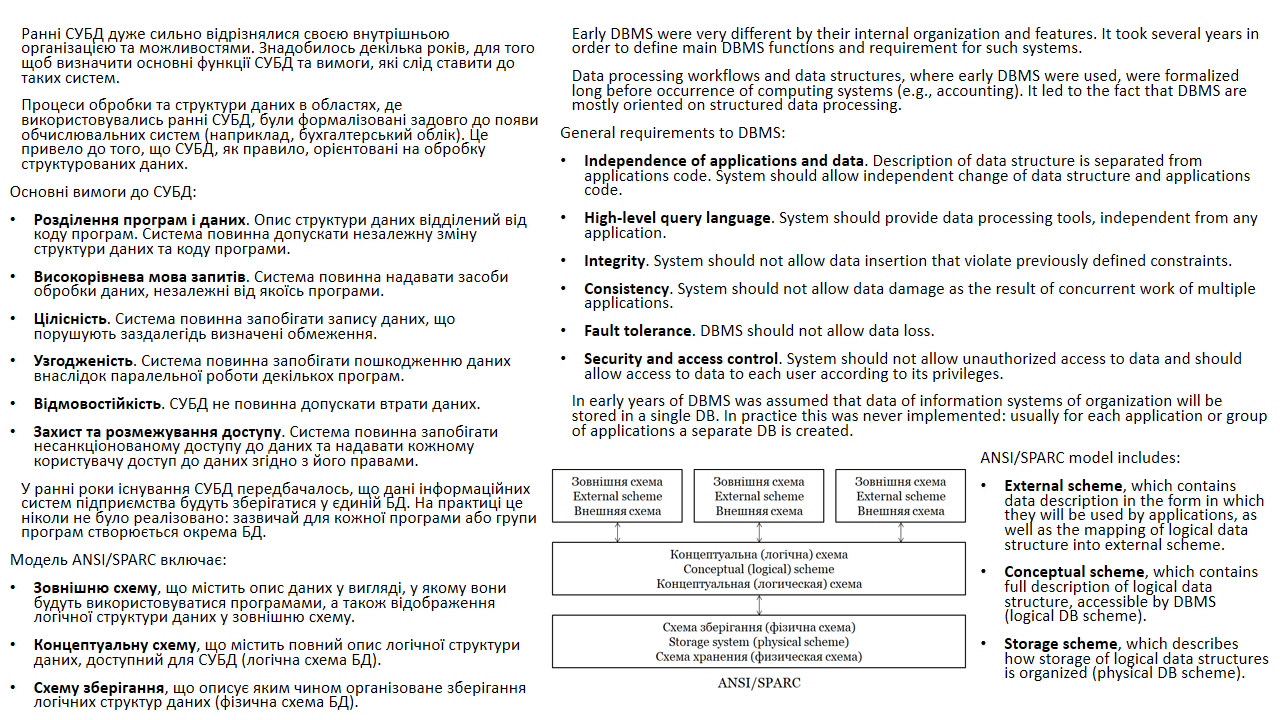 Ранні СУБД дуже сильно відрізнялися своєю внутрішньою
організацією та можливостями. Знадобилось декілька років, для того
щоб визначити основні функції СУБД та вимоги, які слід ставити до
таких систем.
Процеси обробки та структури даних в областях, де
використовувались ранні СУБД, були формалізовані задовго до появи
обчислювальних систем (наприклад, бухгалтерський облік). Це
привело до того, що СУБД, як правило, орієнтовані на обробку
структурованих даних.
Основні вимоги до СУБД:
• Розділення програм і даних. Опис структури даних відділений від
коду програм. Система повинна допускати незалежну зміну
структури даних та коду програми.
• Високорівнева мова запитів. Система повинна надавати засоби
обробки даних, незалежні від якоїсь програми.
• Цілісність. Система повинна запобігати запису даних, що
порушують заздалегідь визначені обмеження.
• Узгодженість. Система повинна запобігати пошкодженню даних
внаслідок паралельної роботи декількох програм.
• Відмовостійкість. СУБД не повинна допускати втрати даних.
• Захист та розмежування доступу. Система повинна запобігати
несанкціонованому доступу до даних та надавати кожному
користувачу доступ до даних згідно з його правами.
У ранні роки існування СУБД передбачалось, що дані інформаційних
систем підприємства будуть зберігатися у єдиній БД. На практиці це
ніколи не було реалізовано: зазвичай для кожної програми або групи
програм створюється окрема БД.
Модель ANSI/SPARC включає:
• Зовнішню схему, що містить опис даних у вигляді, у якому вони
будуть використовуватися програмами, а також відображення
логічної структури даних у зовнішню схему.
• Концептуальну схему, що містить повний опис логічної структури
даних, доступний для СУБД (логічна схема БД).
• Схему зберігання, що описує яким чином організоване зберігання
логічних структур даних (фізична схема БД).
Early DBMS were very different by their internal organization and features. It took several years in
order to define main DBMS functions and requirement for such systems.
Data processing workflows and data structures, where early DBMS were used, were formalized
long before occurrence of computing systems (e.g., accounting). It led to the fact that DBMS are
mostly oriented on structured data processing.
General requirements to DBMS:
• Independence of applications and data. Description of data structure is separated from
applications code. System should allow independent change of data structure and applications
code.
• High-level query language. System should provide data processing tools, independent from any
application.
• Integrity. System should not allow data insertion that violate previously defined constraints.
• Consistency. System should not allow data damage as the result of concurrent work of multiple
applications.
• Fault tolerance. DBMS should not allow data loss.
• Security and access control. System should not allow unauthorized access to data and should
allow access to data to each user according to its privileges.
In early years of DBMS was assumed that data of information systems of organization will be
stored in a single DB. In practice this was never implemented: usually for each application or group
of applications a separate DB is created.
Зовнішня схема
External scheme
Внешняя схема
Зовнішня схема
External scheme
Внешняя схема
Зовнішня схема
External scheme
Внешняя схема
Концептуальна (логічна) схема
Conceptual (logical) scheme
Концептуальная (логическая) схема
Схема зберігання (фізична схема)
Storage system (physical scheme)
Схема хранения (физическая схема)
ANSI/SPARC
ANSI/SPARC model includes:
• External scheme, which contains
data description in the form in which
they will be used by applications, as
well as the mapping of logical data
structure into external scheme.
• Conceptual scheme, which contains
full description of logical data
structure, accessible by DBMS
(logical DB scheme).
• Storage scheme, which describes
how storage of logical data structures
is organized (physical DB scheme).